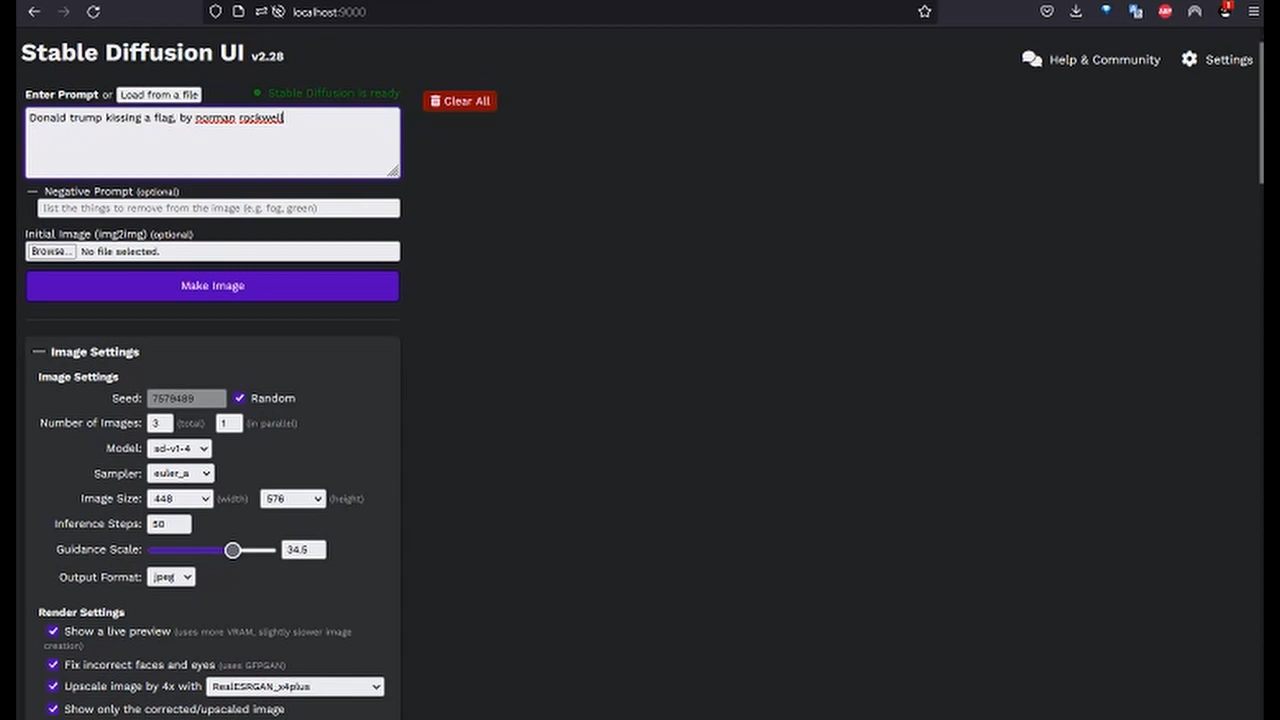 localhost:9000
1
Stable Diffusion UI v2.28
Help & Community
Settings
Enter Prompt or Load from a file
Stable Diffusion is ready
Clear All
Donald trump kissing a flag, by norman rockwell
Negative Prompt (optional)
list the things to remove from the image (e.g. fog, green)
Initial Image (img2img) (optional)
Browse... No file selected.
Make Image
Image Settings
Image Settings
Seed: 7579489 Random
Number of Images: 3 (total) 1 (in parallel)
Model: sd-v1-4
Sampler: euler_a
Image Size: 448 (width) 576 (height)
Inference Steps: 50
Guidance Scale: 34.5
Output Format: jpeg
Render Settings
Show a live preview (uses more VRAM, slightly slower image
creation)
Fix incorrect faces and eyes (uses GFPGAN)
Upscale image by 4x with RealESRGAN_x4plus
Show only the corrected/upscaled image